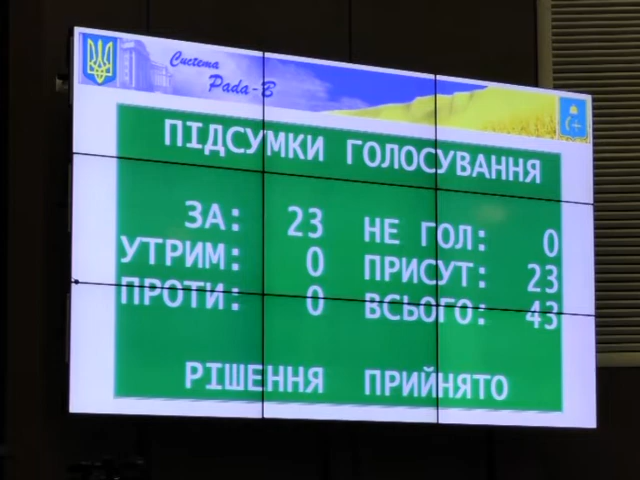 Система
Рада-В
ПІДСУМКИ ГОЛОСУВАННЯ
ЗА: 23 НЕ ГОЛ: 0
УТРИМ: 0 ПРИСУТ: 23
ПРОТИ: 0 ВСЬОГО: 43
РІШЕННЯ ПРИЙНЯТО